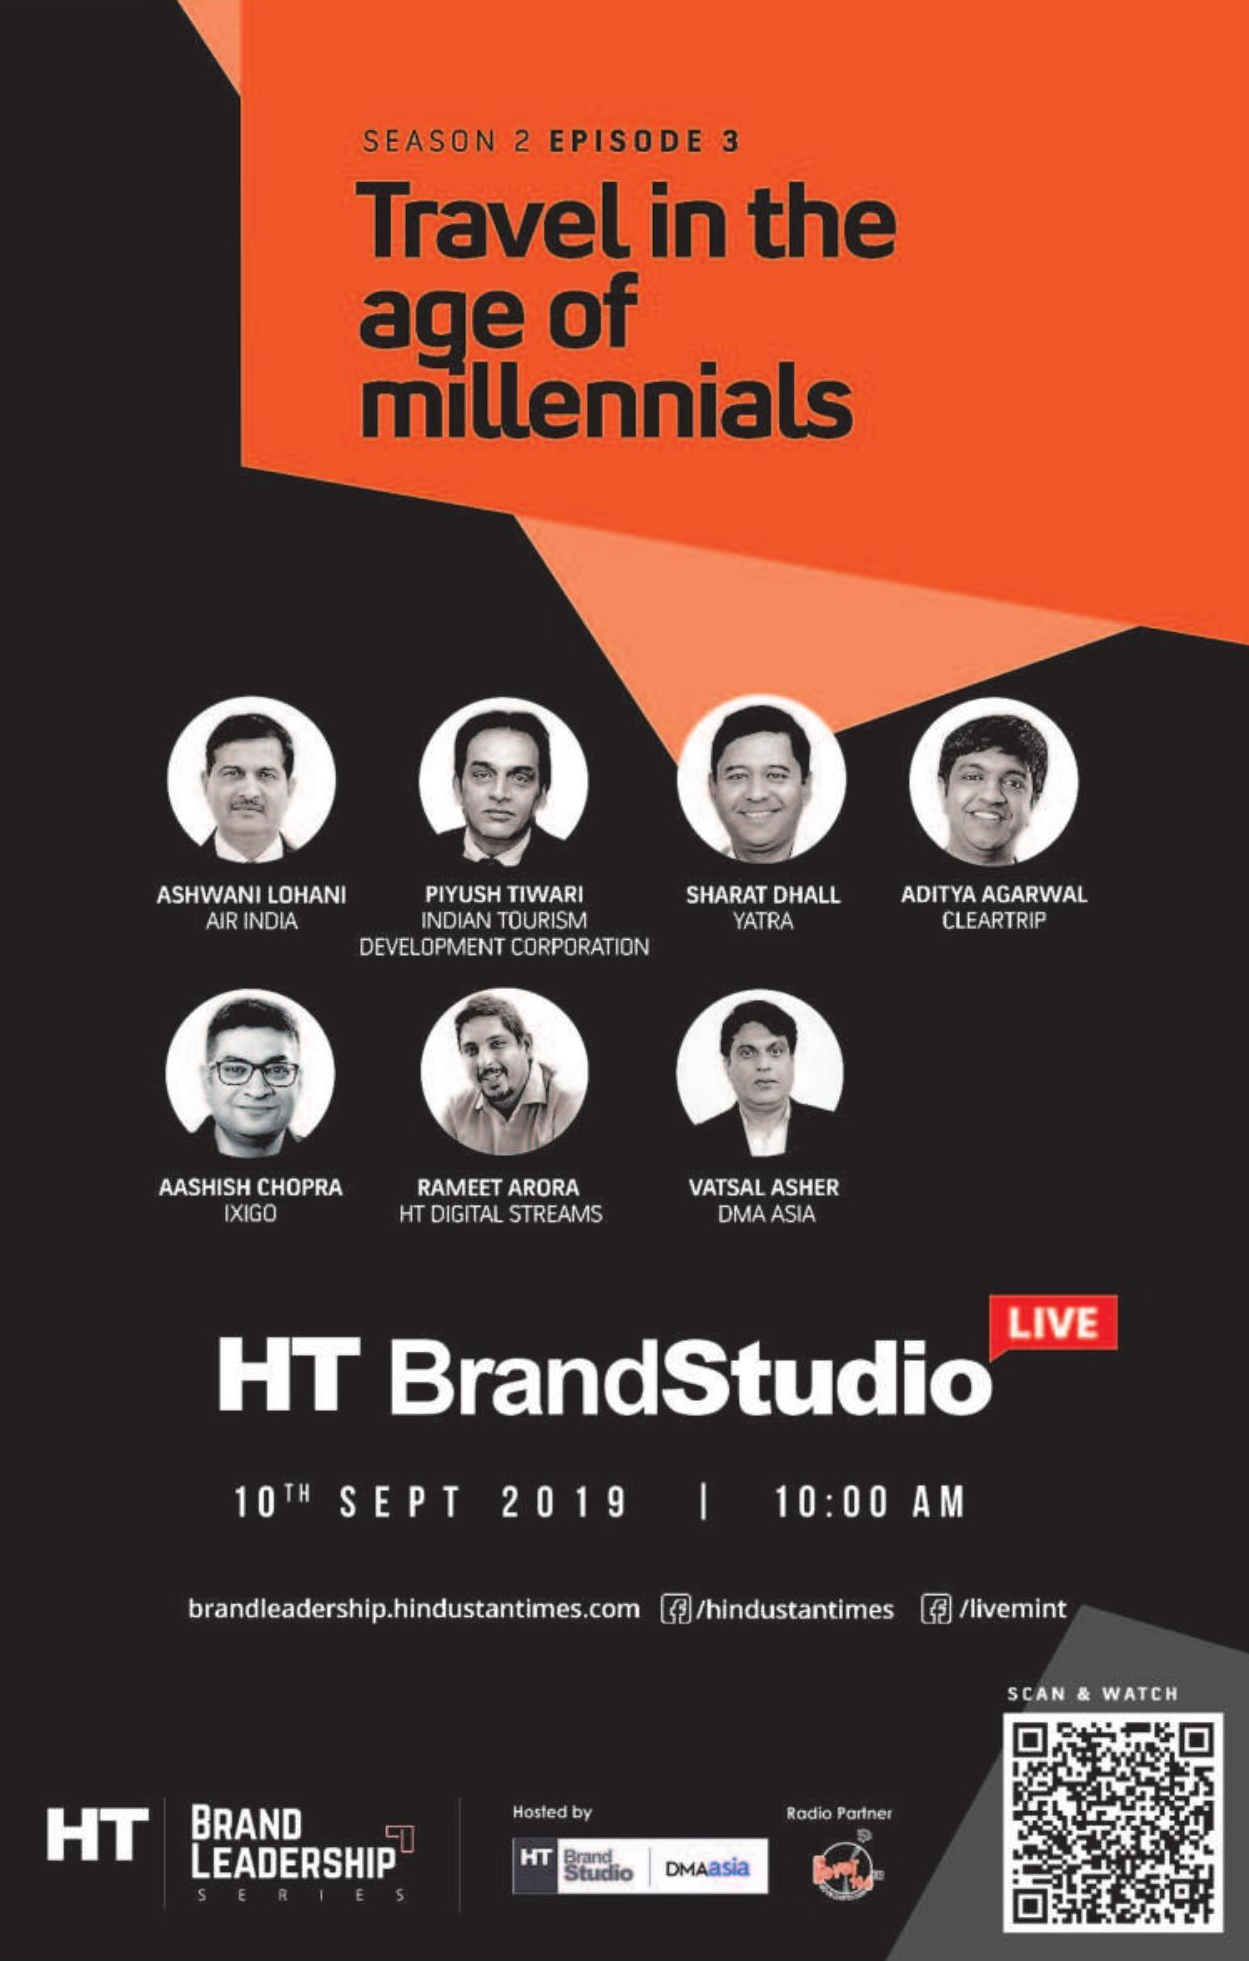 SEASON 2 EPISODE 3
Travel in the
age of
millennials
ASHWANI LOHANI
AIR INDIA
PIYUSH TIWARI
INDIAN TOURISM
DEVELOPMENT CORPORATION
SHARAT DHALL
YATRA
ADITYA AGARWAL
CLEARTRIP
AASHISH CHOPRA
IXIGO
RAMEET ARORA
HT DIGITAL STREAMS
VATSAL ASHER
DMA ASIA
LIVE
HT BrandStudio
10TH SEPT 2019 | 10:00 AM
brandleadership.hindustantimes.com /hindustantimes /livemint
SCAN & WATCH
HT
BRAND
LEADERSHIP
SERIES
Hosted by
HT Brand
Studio
DMAasia
Radio Partner
Fever 104